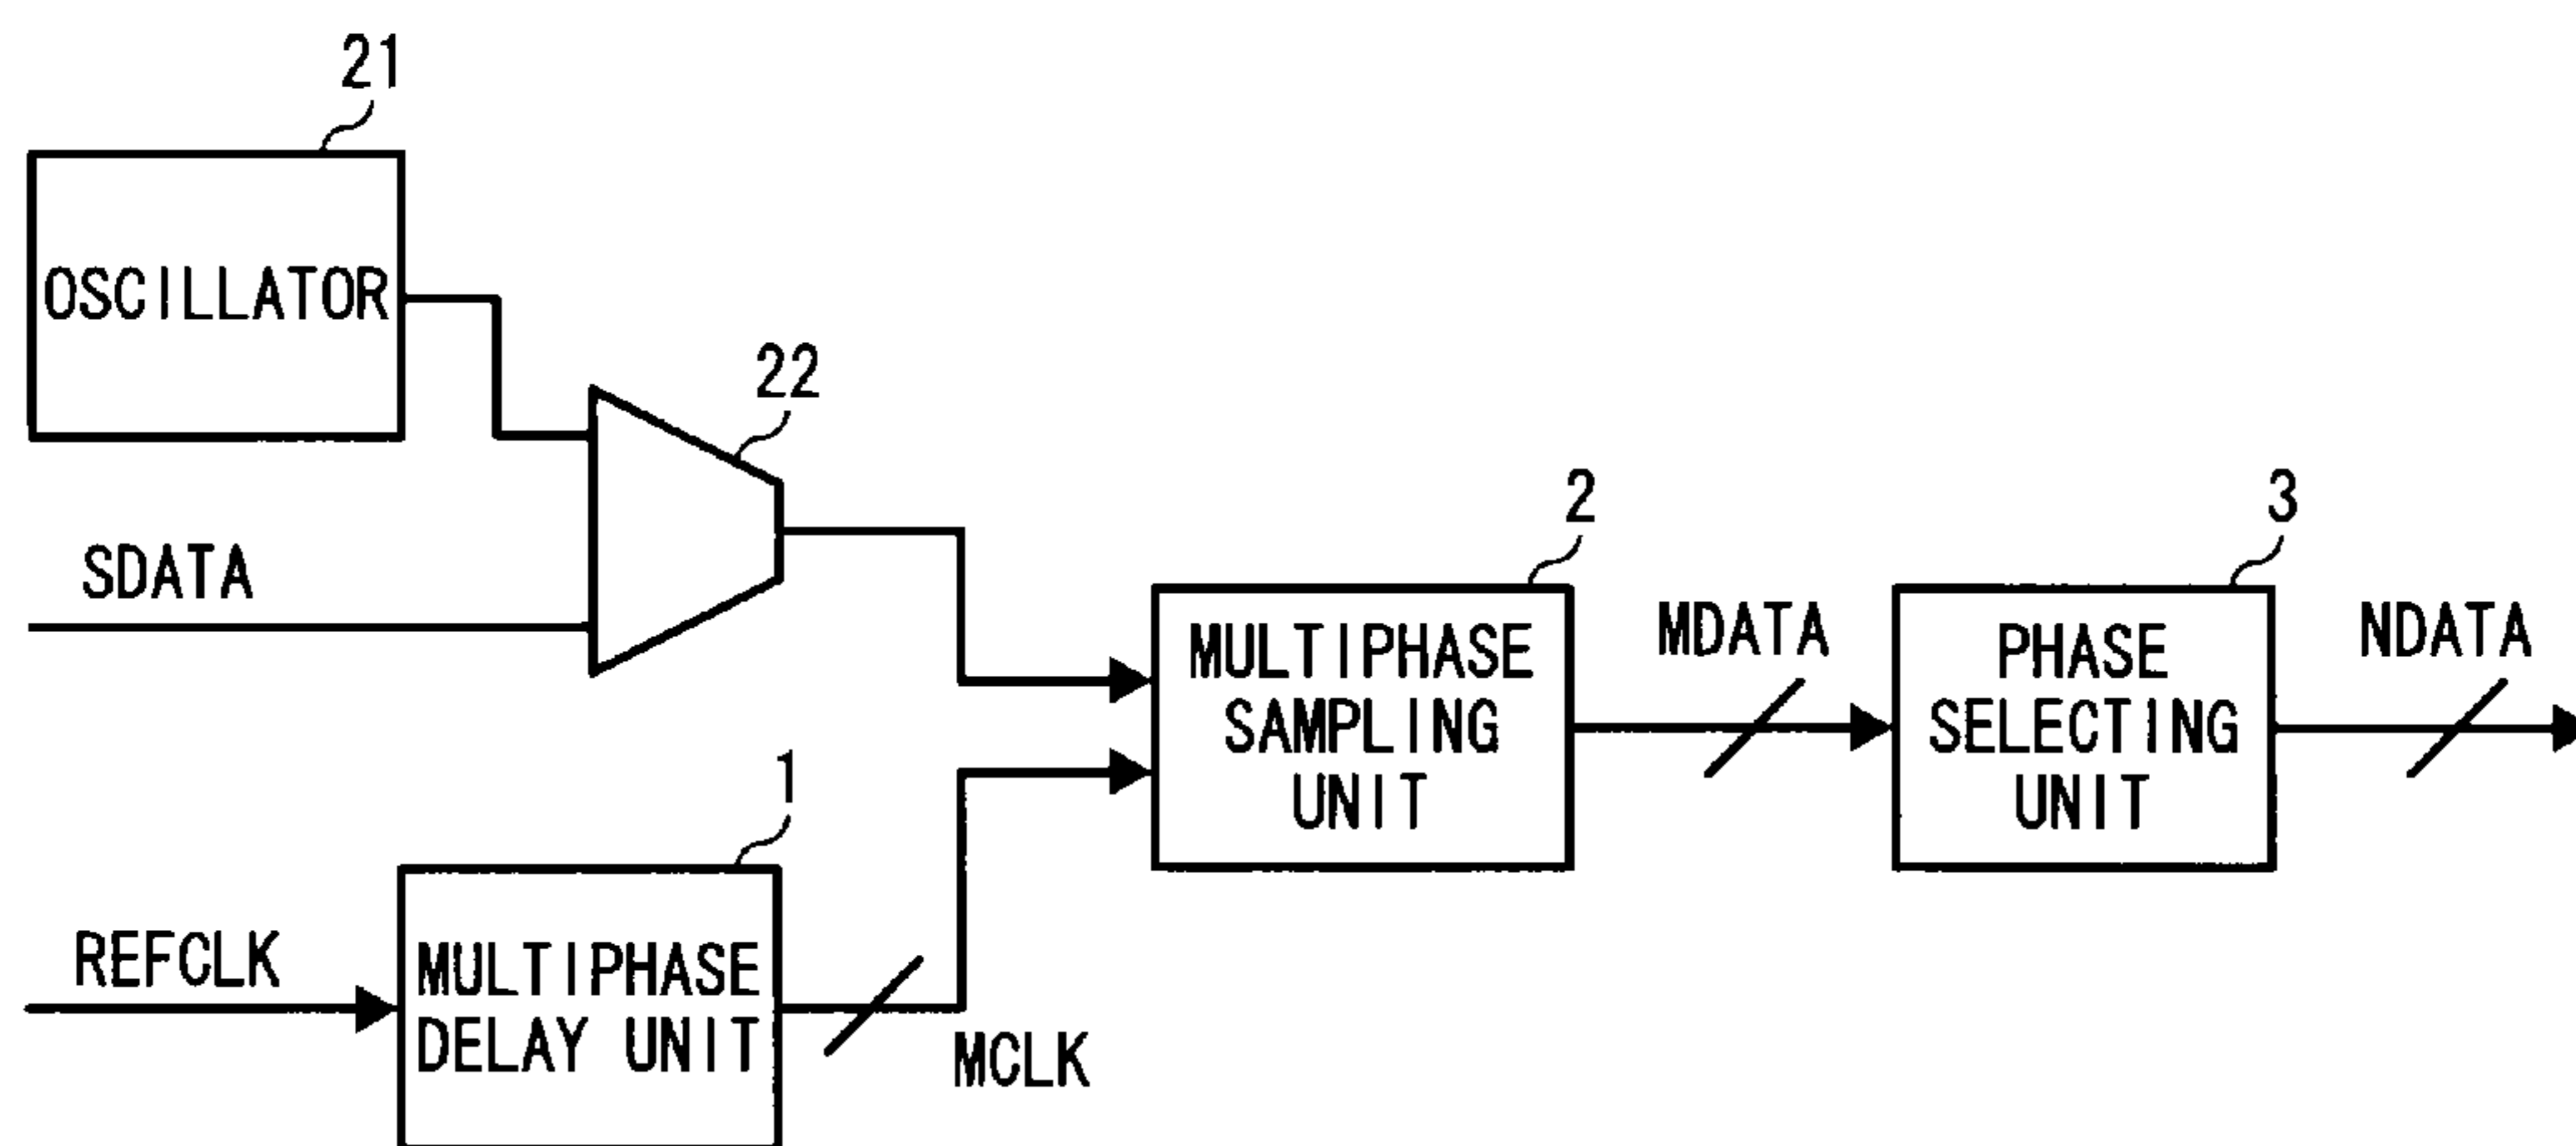 21
OSCILLATOR
22
SDATA
2
3
MULTIPHASE
SAMPLING
UNIT
MDATA
PHASE
SELECTING
UNIT
NDATA
1
REFCLK
MULTIPHASE
DELAY UNIT
MCLK